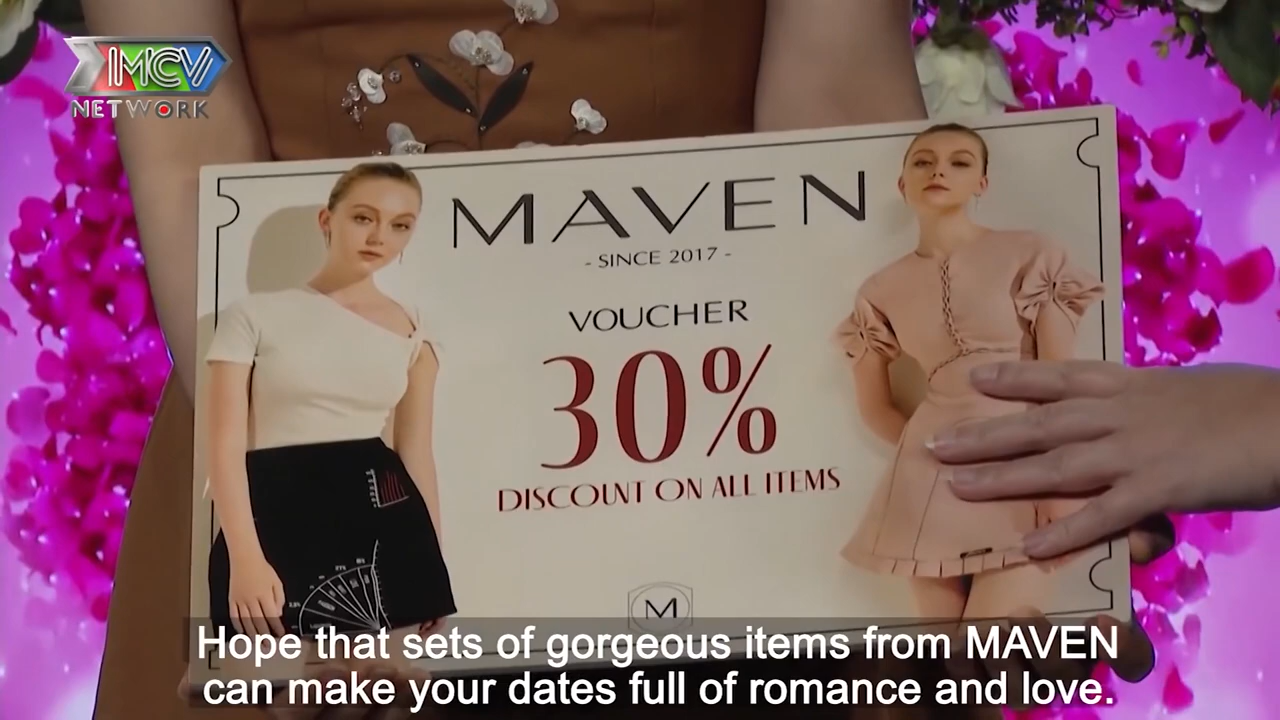 MCV
NETWORK
MAVEN
- SINCE 2017 -
VOUCHER
30%
DISCOUNT ON ALL ITEMS
M
Hope that sets of gorgeous items from MAVEN
can make your dates full of romance and love.